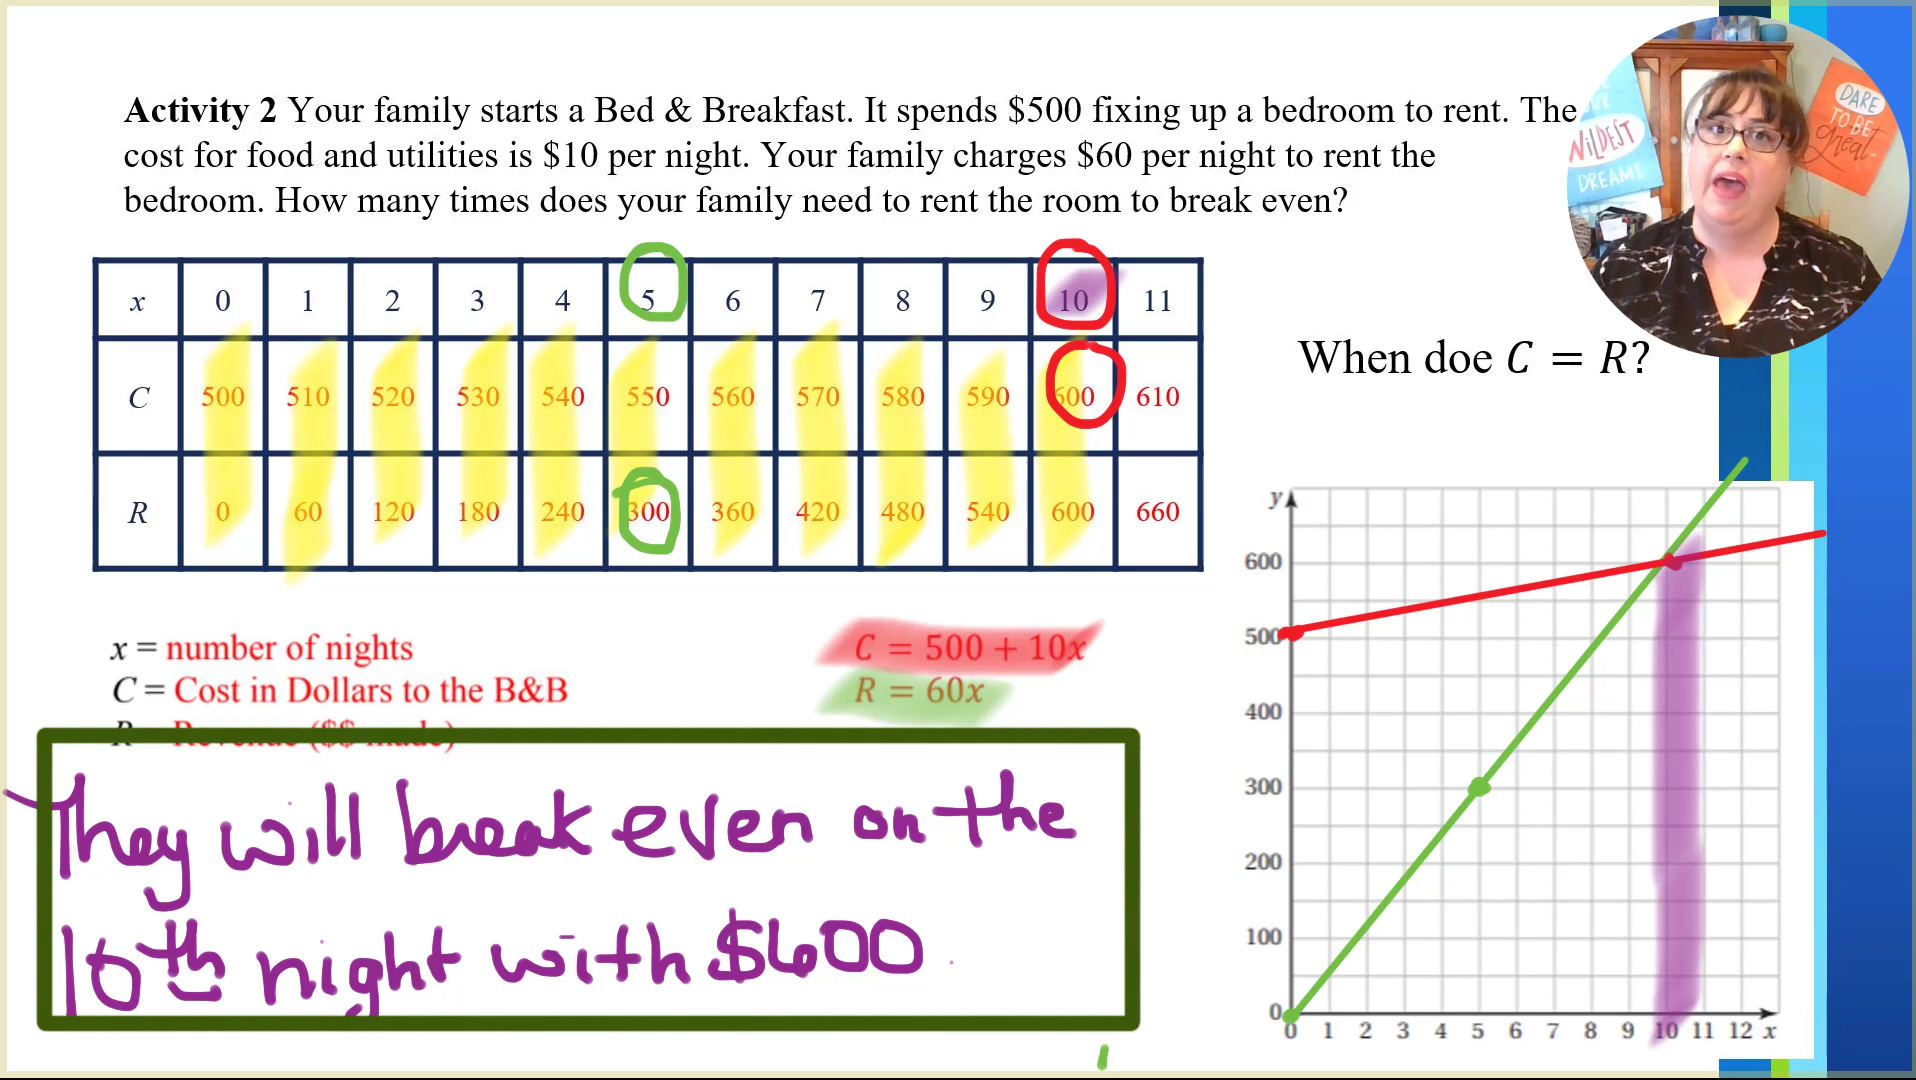 Activity 2 Your family starts a Bed & Breakfast. It spends $500 fixing up a bedroom to rent. The
cost for food and utilities is $10 per night. Your family charges $60 per night to rent the
bedroom. How many times does your family need to rent the room to break even?
WILDEST
DREAMS
DARE
TO BE
great
x 0 1 2 3 4 5 6 7 8 9 10 11
C 500 510 520 530 540 550 560 570 580 590 600 610
R 0 60 120 180 240 300 360 420 480 540 600 660
When doe C = R?
x = number of nights
C = Cost in Dollars to the B&B
R = Revenue ($$ made)
C = 500 + 10x
R = 60x
They will break even on the
10th night with $600
y
600
500
400
300
200
100
0
0 1 2 3 4 5 6 7 8 9 10 11 12 x